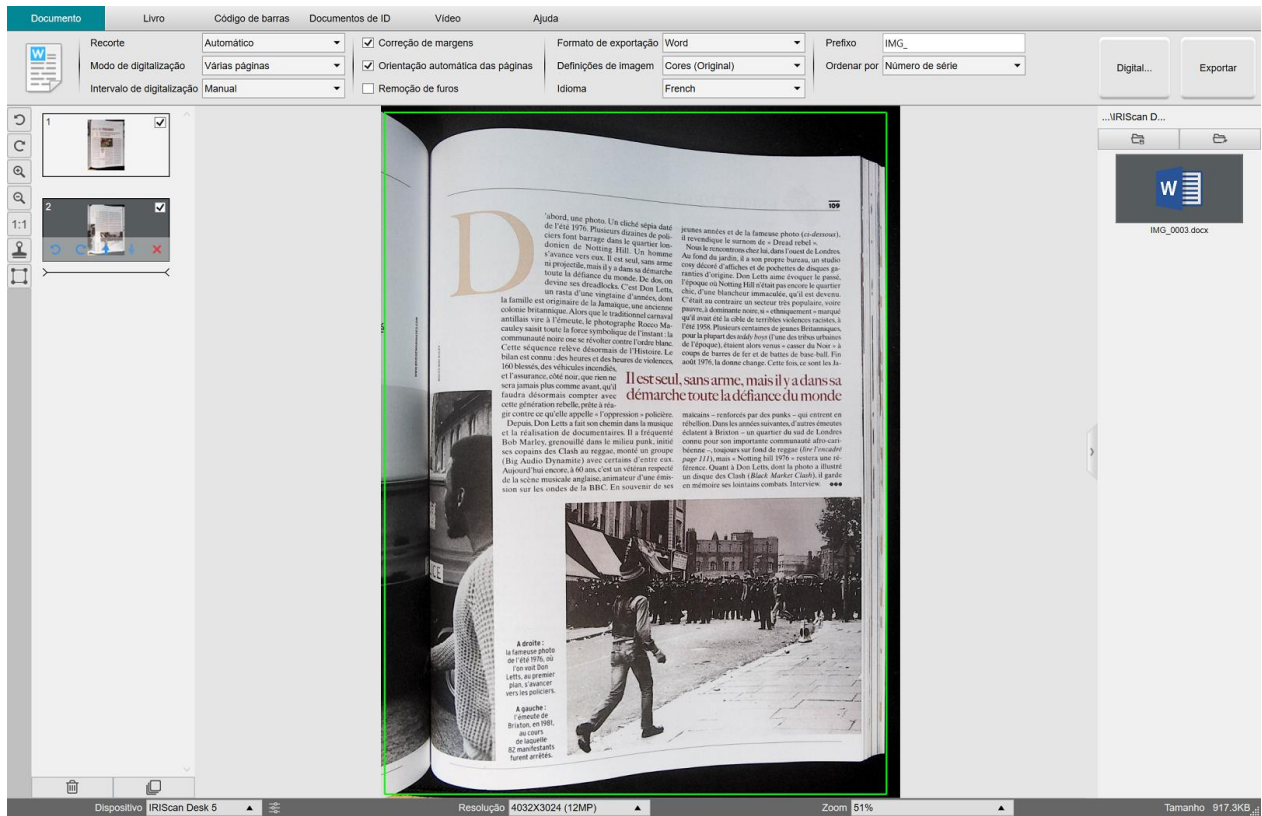 Documento
Livro
Código de barras
Documentos de ID
Vídeo
Ajuda
Recorte
Automático
Correção de margens
Formato de exportação
Word
Prefixo
IMG_
Modo de digitalização
Várias páginas
Orientação automática das páginas
Definições de imagem
Cores (Original)
Ordenar por
Número de série
Intervalo de digitalização
Manual
Remoção de furos
Idioma
French
Digital...
Exportar
1
2
1:1
...\IRIScan D...
W
IMG_0003.docx
109
D
'abord, une photo. Un cliché sépia daté
de l'été 1976. Plusieurs dizaines de poli-
ciers font barrage dans le quartier lon-
donien de Notting Hill. Un homme
s'avance vers eux. Il est seul, sans arme
ni projectile, mais il y a dans sa démarche
toute la défiance du monde. De dos, on
devine ses dreadlocks. C'est Don Letts,
un rasta d'une vingtaine d'années, dont
la famille est originaire de la Jamaïque, une ancienne
colonie britannique. Alors que le traditionnel carnaval
antillais vire à l'émeute, le photographe Rocco Ma-
cauley saisit toute la force symbolique de l'instant : la
communauté noire ose se révolter contre l'ordre blanc.
Cette séquence relève désormais de l'Histoire. Le
bilan est connu : des heures et des heures de violences,
160 blessés, des véhicules incendiés,
et l'assurance, côté noir, que rien ne
sera jamais plus comme avant, qu'il
faudra désormais compter avec
cette génération rebelle, prête à réa-
gir contre ce qu'elle appelle « l'oppression » policière.
Depuis, Don Letts a fait son chemin dans la musique
et la réalisation de documentaires. Il a fréquenté
Bob Marley, grenouillé dans le milieu punk, initié
ses copains des Clash au reggae, monté un groupe
(Big Audio Dynamite) avec certains d'entre eux.
Aujourd'hui encore, à 60 ans, c'est un vétéran respecté
de la scène musicale anglaise, animateur d'une émis-
sion sur les ondes de la BBC. En souvenir de ses
jeunes années et de la fameuse photo (ci-dessous),
il revendique le surnom de « Dread rebel ».
Nous le rencontrons chez lui, dans l'ouest de Londres.
Au fond du jardin, il a son propre bureau, un studio
cosy décoré d'affiches et de pochettes de disques ga-
ranties d'origine. Don Letts aime évoquer le passé,
l'époque où Notting Hill n'était pas encore le quartier
chic, d'une blancheur immaculée, qu'il est devenu.
C'était au contraire un secteur très populaire, voire
pauvre, à dominante noire, si « ethniquement » marqué
qu'il avait été la cible de terribles violences racistes, à
l'été 1958. Plusieurs centaines de jeunes Britanniques,
pour la plupart des teddy boys (l'une des tribus urbaines
de l'époque), étaient alors venus « casser du Noir » à
coups de barres de fer et de battes de base-ball. Fin
août 1976, la donne change. Cette fois, ce sont les Ja-
Il est seul, sans arme, mais il y a dans sa
démarche toute la défiance du monde
maïcains – renforcés par des punks – qui entrent en
rébellion. Dans les années suivantes, d'autres émeutes
éclatent à Brixton – un quartier du sud de Londres
connu pour son importante communauté afro-cari-
béenne –, toujours sur fond de reggae (lire l'encadré
page 111), mais « Notting hill 1976 » restera une ré-
férence. Quant à Don Letts, dont la photo a illustré
un disque des Clash (Black Market Clash), il garde
en mémoire ses lointains combats. Interview.
A droite :
la fameuse photo
de l'été 1976, où
l'on voit Don
Letts, au premier
plan, s'avancer
vers les policiers.
A gauche :
l'émeute de
Brixton, en 1981,
au cours
de laquelle
82 manifestants
furent arrêtés.
Dispositivo
IRIScan Desk 5
Resolução
4032X3024 (12MP)
Zoom
51%
Tamanho
917.3KB